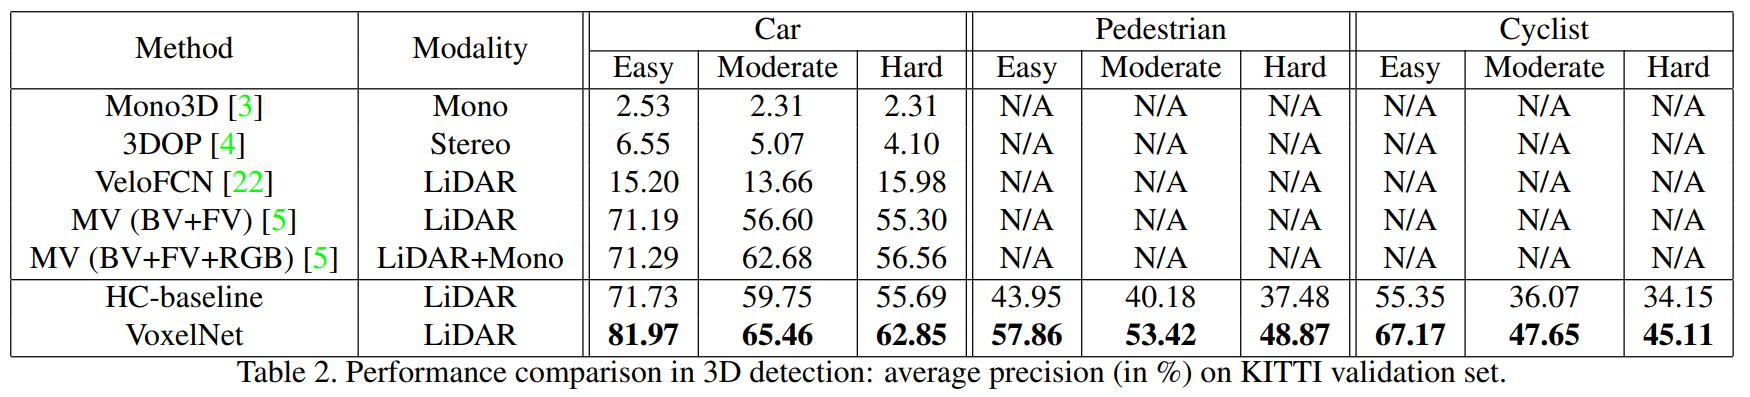 Method Modality Car Pedestrian Cyclist
Easy Moderate Hard Easy Moderate Hard Easy Moderate Hard
Mono3D [3] Mono 2.53 2.31 2.31 N/A N/A N/A N/A N/A N/A
3DOP [4] Stereo 6.55 5.07 4.10 N/A N/A N/A N/A N/A N/A
VeloFCN [22] LiDAR 15.20 13.66 15.98 N/A N/A N/A N/A N/A N/A
MV (BV+FV) [5] LiDAR 71.19 56.60 55.30 N/A N/A N/A N/A N/A N/A
MV (BV+FV+RGB) [5] LiDAR+Mono 71.29 62.68 56.56 N/A N/A N/A N/A N/A N/A
HC-baseline LiDAR 71.73 59.75 55.69 43.95 40.18 37.48 55.35 36.07 34.15
VoxelNet LiDAR 81.97 65.46 62.85 57.86 53.42 48.87 67.17 47.65 45.11
Table 2. Performance comparison in 3D detection: average precision (in %) on KITTI validation set.